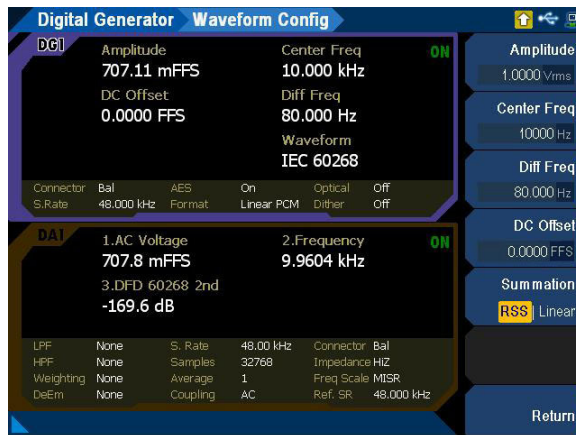 Digital Generator Waveform Config
DG1
ON
Amplitude Center Freq
707.11 mFFS 10.000 kHz
DC Offset Diff Freq
0.0000 FFS 80.000 Hz
Waveform
IEC 60268
Connector Bal AES On Optical Off
S.Rate 48.000 kHz Format Linear PCM Dither Off
DA1
ON
1.AC Voltage 2.Frequency
707.8 mFFS 9.9604 kHz
3.DFD 60268 2nd
-169.6 dB
LPF None S. Rate 48.00 kHz Connector Bal
HPF None Samples 32768 Impedance HiZ
Weighting None Average 1 Freq Scale MISR
DeEm None Coupling AC Ref. SR 48.000 kHz
Amplitude
1.0000 Vrms
Center Freq
10000 Hz
Diff Freq
80.000 Hz
DC Offset
0.0000 FFS
Summation
RSS | Linear
Return